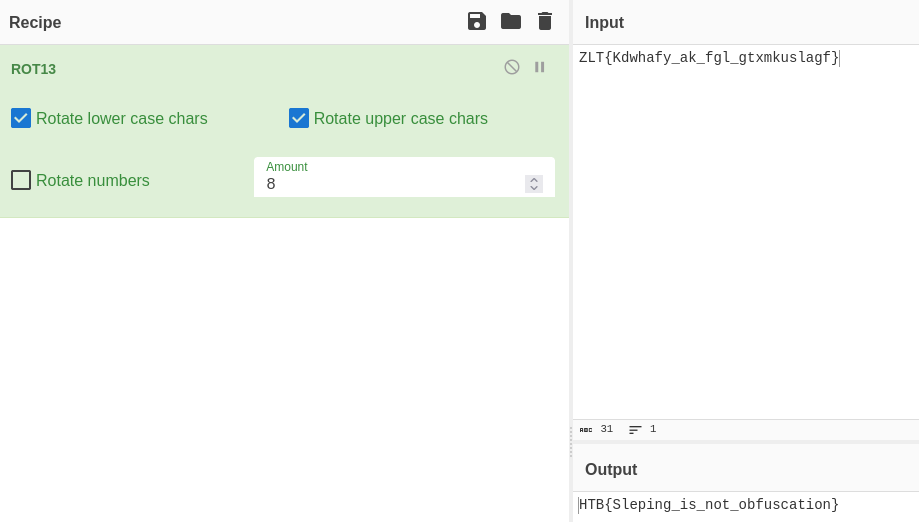 Recipe
ROT13
Rotate lower case chars
Rotate upper case chars
Rotate numbers
Amount
8
Input
ZLT{Kdwhafy_ak_fgl_gtxmkuslagf}
ABC 31 1
Output
HTB{Sleping_is_not_obfuscation}